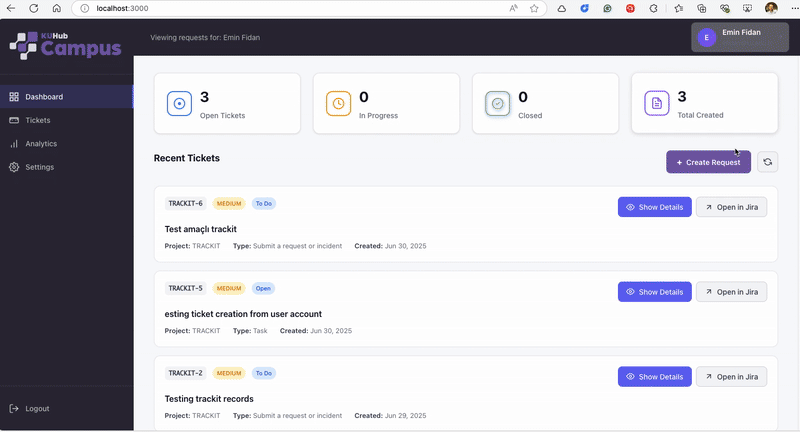 localhost:3000
KUHub
Campus
Viewing requests for: Emin Fidan
E
Emin Fidan
Dashboard
Tickets
Analytics
Settings
Logout
3
Open Tickets
0
In Progress
0
Closed
3
Total Created
Recent Tickets
+ Create Request
TRACKIT-6 MEDIUM To Do
Show Details
Open in Jira
Test amaçlı trackit
Project: TRACKIT Type: Submit a request or incident Created: Jun 30, 2025
TRACKIT-5 MEDIUM Open
Show Details
Open in Jira
esting ticket creation from user account
Project: TRACKIT Type: Task Created: Jun 30, 2025
TRACKIT-2 MEDIUM To Do
Show Details
Open in Jira
Testing trackit records
Project: TRACKIT Type: Submit a request or incident Created: Jun 29, 2025